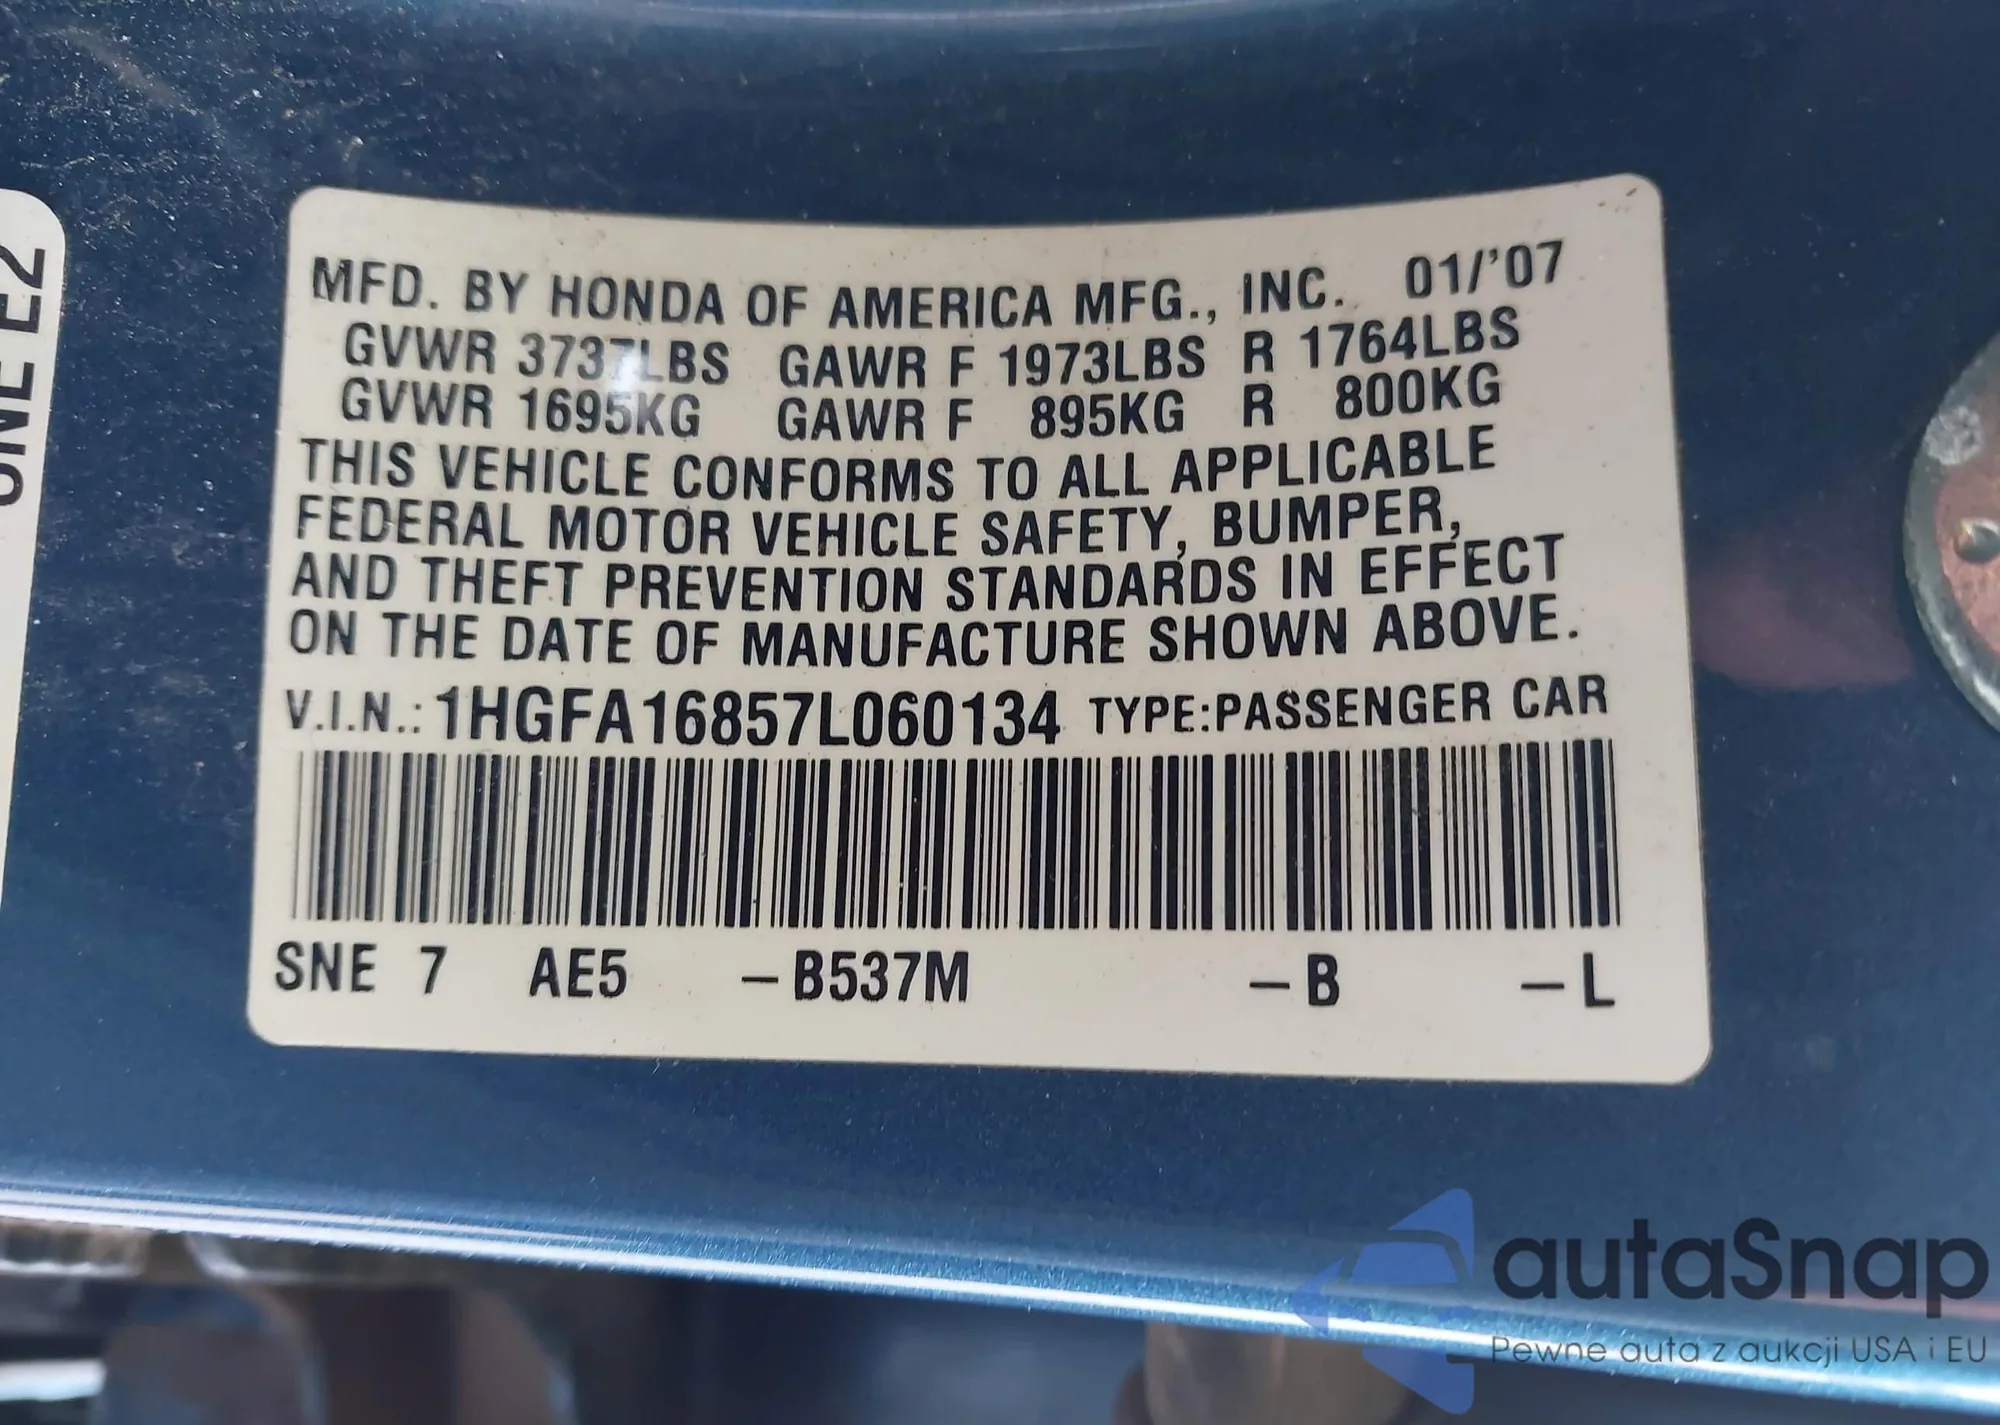 ONE E2
MFD. BY HONDA OF AMERICA MFG., INC. 01/'07
GVWR 3737LBS GAWR F 1973LBS R 1764LBS
GVWR 1695KG GAWR F 895KG R 800KG
THIS VEHICLE CONFORMS TO ALL APPLICABLE
FEDERAL MOTOR VEHICLE SAFETY, BUMPER,
AND THEFT PREVENTION STANDARDS IN EFFECT
ON THE DATE OF MANUFACTURE SHOWN ABOVE.
V.I.N.: 1HGFA16857L060134 TYPE:PASSENGER CAR
SNE 7 AE5 –B537M –B –L
autaSnap
Pewne auta z aukcji USA i EU